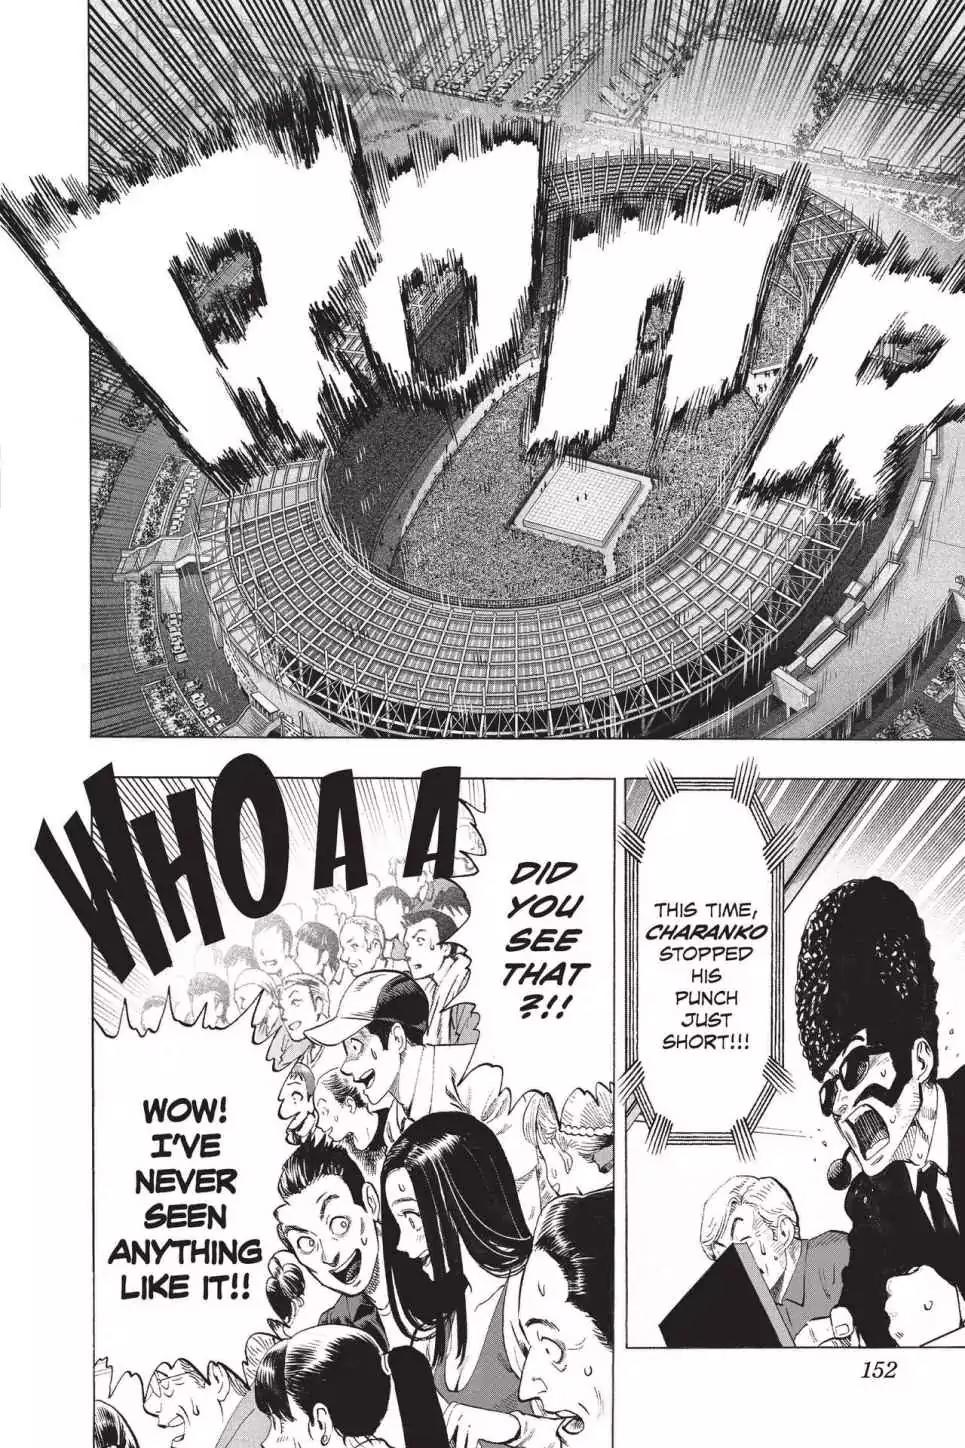 ROAR
THIS TIME,
CHARANKO
STOPPED
HIS
PUNCH
JUST
SHORT!!!
DID
YOU
SEE
THAT
?!!
WHOAA
WOW!
I'VE
NEVER
SEEN
ANYTHING
LIKE IT!!
152